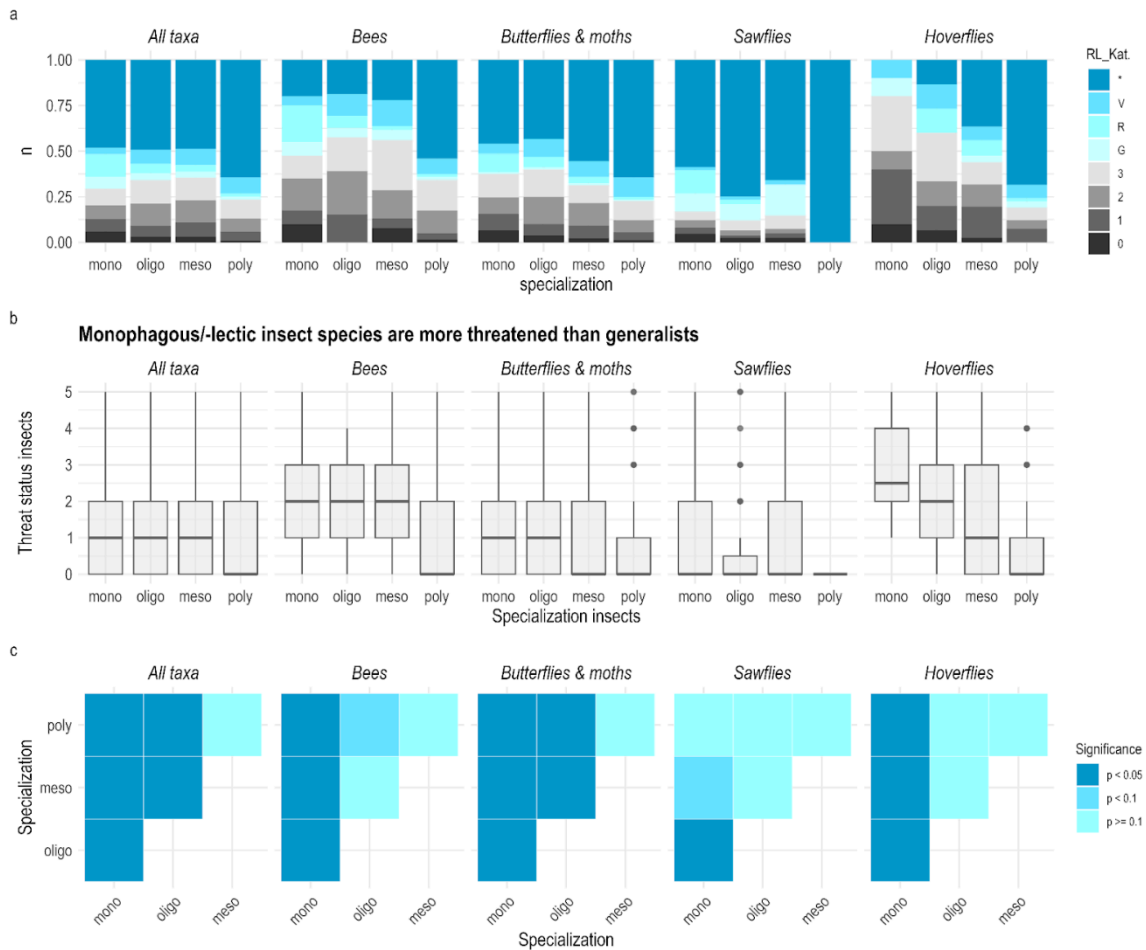 a
All taxa Bees Butterflies & moths Sawflies Hoverflies
RL_Kat.
* V R G 3 2 1 0
n
1.00
0.75
0.50
0.25
0.00
mono oligo meso poly mono oligo meso poly mono oligo meso poly mono oligo meso poly mono oligo meso poly
specialization
b
Monophagous/-lectic insect species are more threatened than generalists
All taxa Bees Butterflies & moths Sawflies Hoverflies
Threat status insects
5
4
3
2
1
0
mono oligo meso poly mono oligo meso poly mono oligo meso poly mono oligo meso poly mono oligo meso poly
Specialization insects
c
All taxa Bees Butterflies & moths Sawflies Hoverflies
Specialization
poly
meso
oligo
Significance
p < 0.05
p < 0.1
p >= 0.1
mono oligo meso mono oligo meso mono oligo meso mono oligo meso mono oligo meso
Specialization